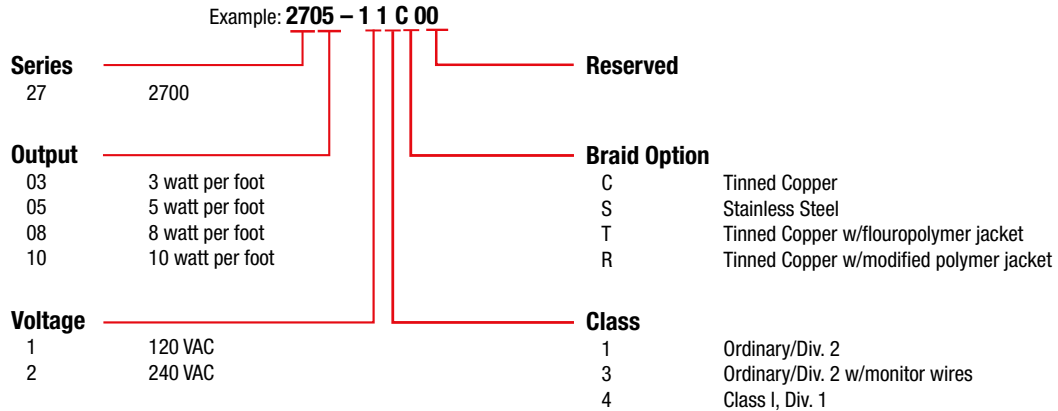 Example: 2705 – 1 1 C 00
Series
27 2700
Output
03 3 watt per foot
05 5 watt per foot
08 8 watt per foot
10 10 watt per foot
Voltage
1 120 VAC
2 240 VAC
Reserved
Braid Option
C Tinned Copper
S Stainless Steel
T Tinned Copper w/flouropolymer jacket
R Tinned Copper w/modified polymer jacket
Class
1 Ordinary/Div. 2
3 Ordinary/Div. 2 w/monitor wires
4 Class I, Div. 1